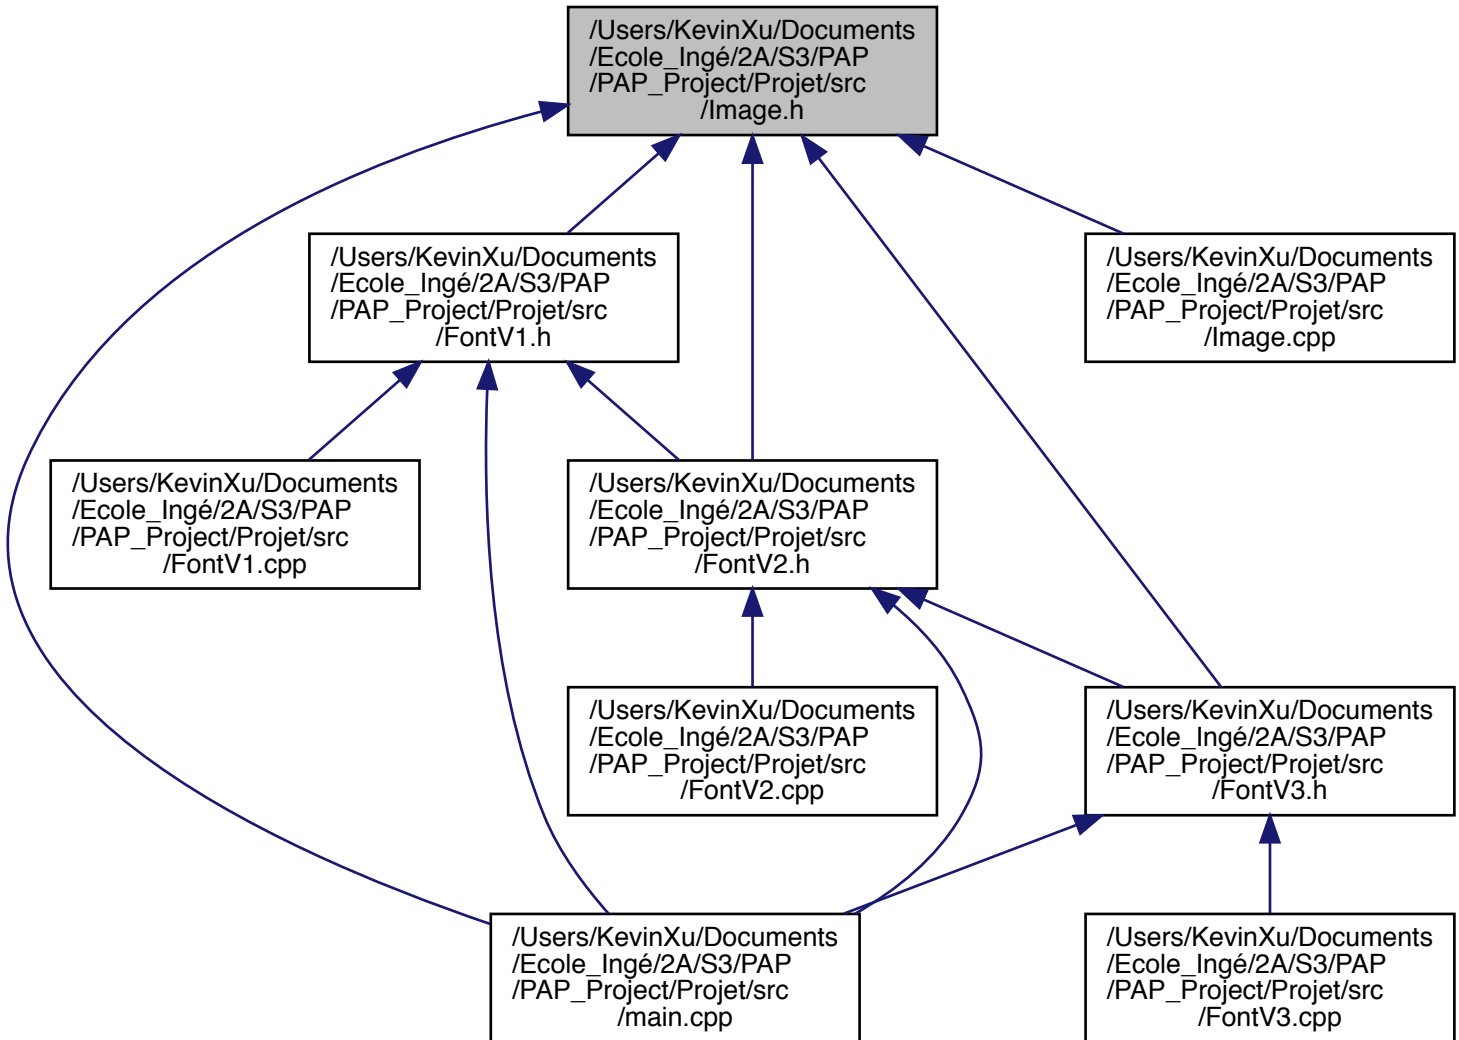 /Users/KevinXu/Documents
/Ecole_Ingé/2A/S3/PAP
/PAP_Project/Projet/src
/Image.h
/Users/KevinXu/Documents
/Ecole_Ingé/2A/S3/PAP
/PAP_Project/Projet/src
/FontV1.h
/Users/KevinXu/Documents
/Ecole_Ingé/2A/S3/PAP
/PAP_Project/Projet/src
/Image.cpp
/Users/KevinXu/Documents
/Ecole_Ingé/2A/S3/PAP
/PAP_Project/Projet/src
/FontV1.cpp
/Users/KevinXu/Documents
/Ecole_Ingé/2A/S3/PAP
/PAP_Project/Projet/src
/FontV2.h
/Users/KevinXu/Documents
/Ecole_Ingé/2A/S3/PAP
/PAP_Project/Projet/src
/FontV2.cpp
/Users/KevinXu/Documents
/Ecole_Ingé/2A/S3/PAP
/PAP_Project/Projet/src
/FontV3.h
/Users/KevinXu/Documents
/Ecole_Ingé/2A/S3/PAP
/PAP_Project/Projet/src
/main.cpp
/Users/KevinXu/Documents
/Ecole_Ingé/2A/S3/PAP
/PAP_Project/Projet/src
/FontV3.cpp